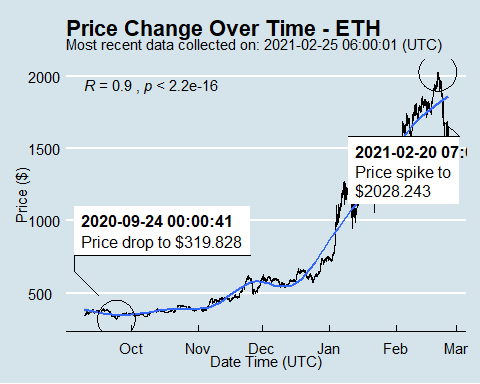 Price Change Over Time - ETH
Most recent data collected on: 2021-02-25 06:00:01 (UTC)
R = 0.9 , p < 2.2e-16
2000
1500
1000
500
Price ($)
2021-02-20 07:
Price spike to
$2028.243
2020-09-24 00:00:41
Price drop to $319.828
Oct
Nov
Dec
Jan
Feb
Mar
Date Time (UTC)